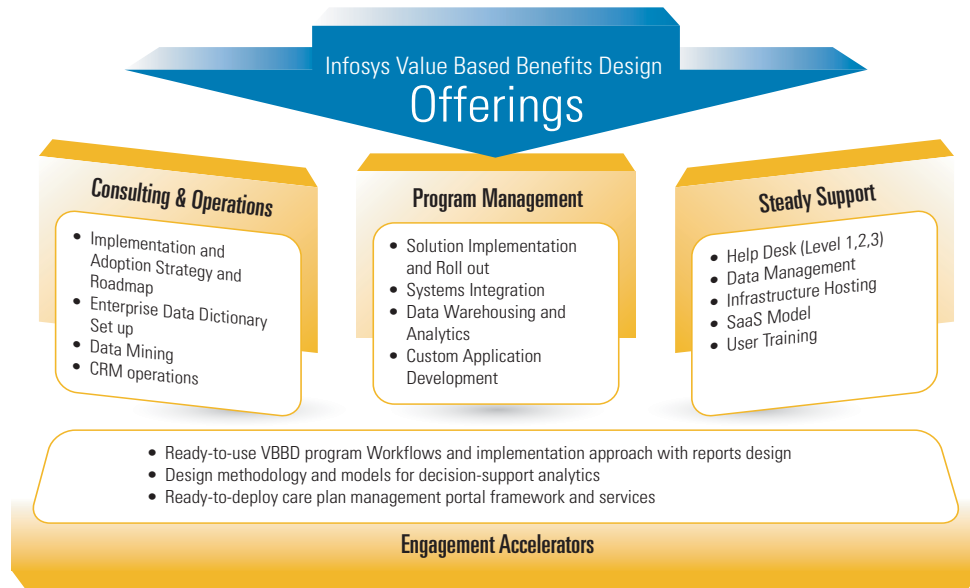 Infosys Value Based Benefits Design
Offerings
Consulting & Operations
• Implementation and
Adoption Strategy and
Roadmap
• Enterprise Data Dictionary
Set up
• Data Mining
• CRM operations
Program Management
• Solution Implementation
and Roll out
• Systems Integration
• Data Warehousing and
Analytics
• Custom Application
Development
Steady Support
• Help Desk (Level 1,2,3)
• Data Management
• Infrastructure Hosting
• SaaS Model
• User Training
• Ready-to-use VBBD program Workflows and implementation approach with reports design
• Design methodology and models for decision-support analytics
• Ready-to-deploy care plan management portal framework and services
Engagement Accelerators